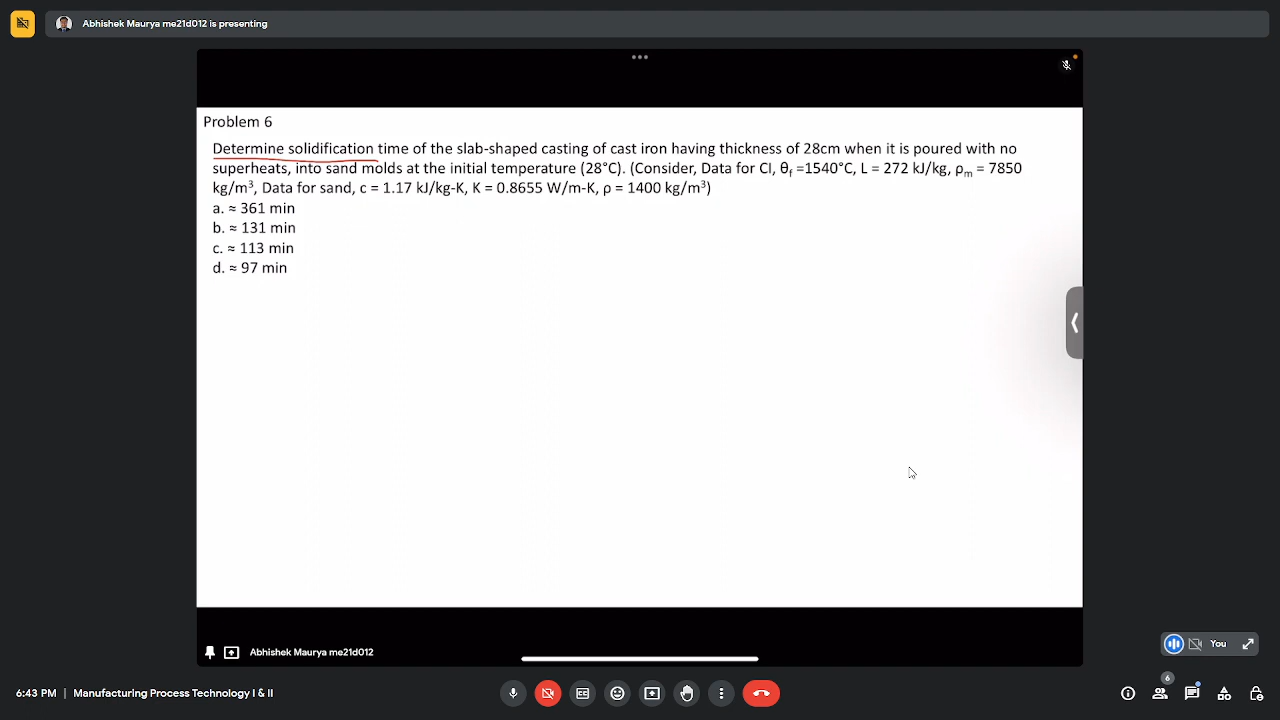 Abhishek Maurya me21d012 is presenting
Problem 6
Determine solidification time of the slab-shaped casting of cast iron having thickness of 28cm when it is poured with no
superheats, into sand molds at the initial temperature (28°C). (Consider, Data for CI, θf =1540°C, L = 272 kJ/kg, ρm = 7850
kg/m³, Data for sand, c = 1.17 kJ/kg-K, K = 0.8655 W/m-K, ρ = 1400 kg/m³)
a. ≈ 361 min
b. ≈ 131 min
c. ≈ 113 min
d. ≈ 97 min
Abhishek Maurya me21d012
You
6:43 PM | Manufacturing Process Technology I & II
6